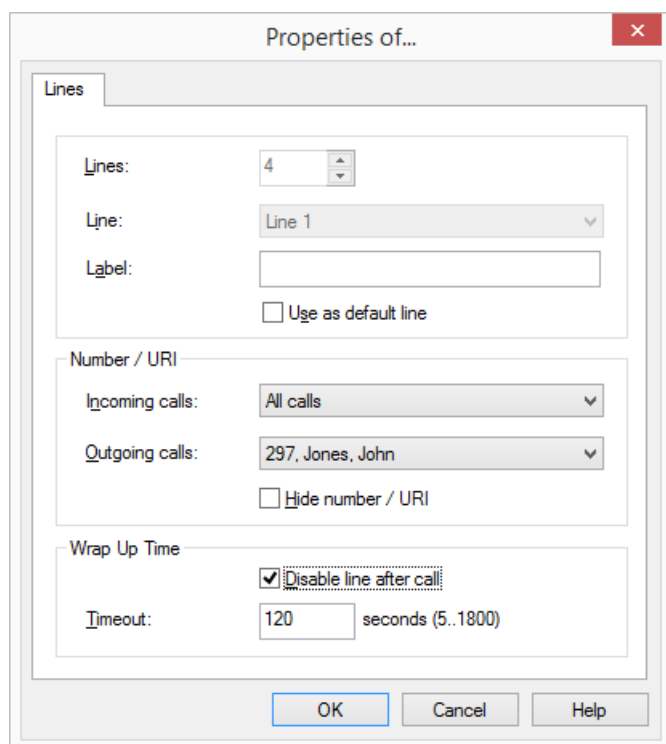 Properties of...
Lines
Lines: 4
Line: Line 1
Label:
Use as default line
Number / URI
Incoming calls: All calls
Outgoing calls: 297, Jones, John
Hide number / URI
Wrap Up Time
Disable line after call
Timeout: 120 seconds (5..1800)
OK Cancel Help